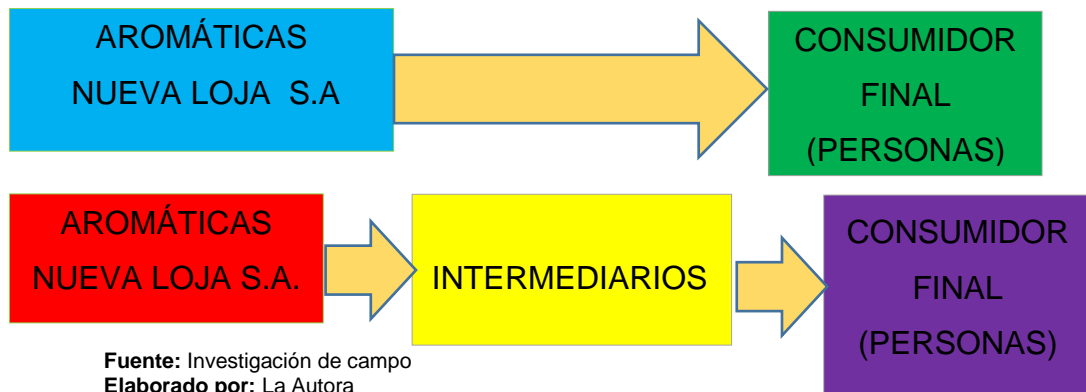 AROMÁTICAS
NUEVA LOJA S.A
CONSUMIDOR
FINAL
(PERSONAS)
AROMÁTICAS
NUEVA LOJA S.A.
INTERMEDIARIOS
CONSUMIDOR
FINAL
(PERSONAS)
Fuente: Investigación de campo
Elaborado por: La Autora